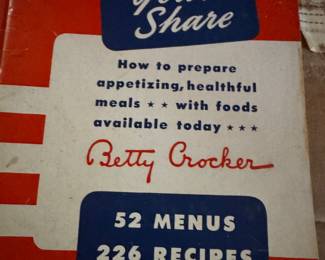 Share
How to prepare
appetizing, healthful
meals ★ ★ with foods
available today ★ ★ ★
Betty Crocker
52 MENUS
226 RECIPES